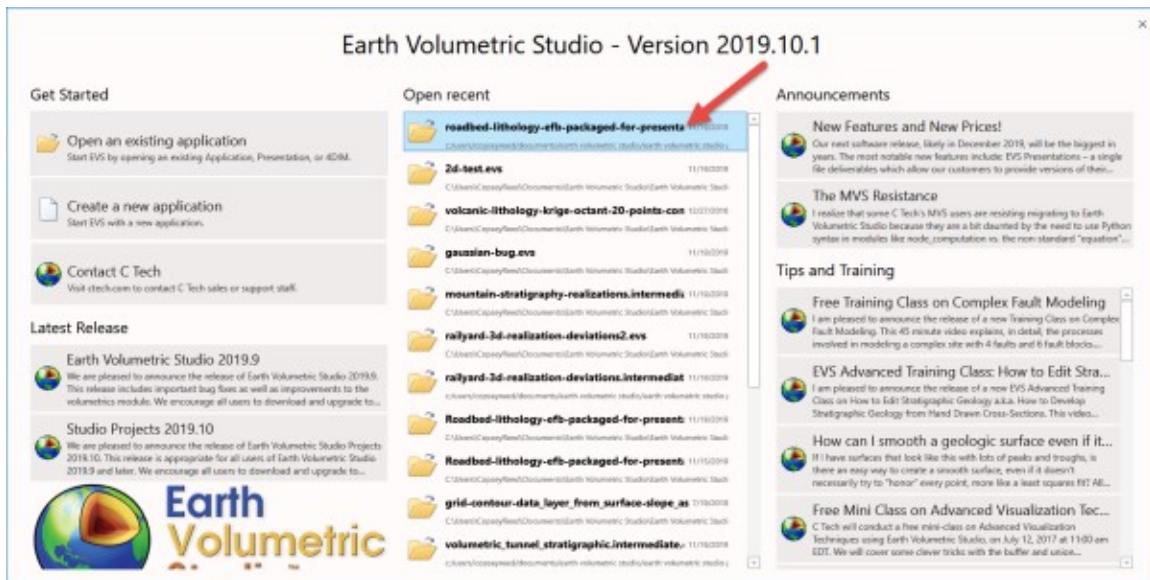 Earth Volumetric Studio - Version 2019.10.1
Get Started
Open an existing application
Start EVS by opening an existing Application, Presentation, or 4DIM.
Create a new application
Start EVS with a new application.
Contact C Tech
Visit ctech.com to contact C Tech sales or support staff.
Latest Release
Earth Volumetric Studio 2019.9
We are pleased to announce the release of Earth Volumetric Studio 2019.9.
This release includes important bug fixes as well as improvements to the
volumetrics module. We encourage all users to download and upgrade to...
Studio Projects 2019.10
We are pleased to announce the release of Earth Volumetric Studio Projects
2019.10. This release is appropriate for all users of Earth Volumetric Studio
2019.9 and later. We encourage all users to download and upgrade to...
Earth
Volumetric
Open recent
roadbed-lithology-efb-packaged-for-presenta
2d-test.evs 11/16/2019
volcanic-lithology-krige-octant-20-points-con
gaussian-bug.evs
mountain-stratigraphy-realizations.intermedi
railyard-3d-realization-deviations2.evs
railyard-3d-realization-deviations.intermediat
Roadbed-lithology-efb-packaged-for-present
Roadbed-lithology-efb-packaged-for-present
grid-contour-data_layer_from_surface-slope_as
volumetric_tunnel_stratigraphic.intermediate.
Announcements
New Features and New Prices!
Our next software release, likely in December 2019, will be the biggest in
years. The most notable new features include: EVS Presentations – a single
file deliverables which allow our customers to provide versions of their...
The MVS Resistance
I realize that some C Tech's MVS users are resisting migrating to Earth
Volumetric Studio because they are a bit daunted by the need to use Python
syntax in modules like node_computation vs. the non-standard "equation"...
Tips and Training
Free Training Class on Complex Fault Modeling
I am pleased to announce the release of a new Training Class on Complex
Fault Modeling. This 45 minute video explains, in detail, the processes
involved in modeling a complex site with 4 faults and 6 fault blocks...
EVS Advanced Training Class: How to Edit Stra...
I am pleased to announce the release of a new EVS Advanced Training
Class on How to Edit Stratigraphic Geology a.k.a. How to Develop
Stratigraphic Geology from Hand Drawn Cross-Sections. This video...
How can I smooth a geologic surface even if it...
If I have surfaces that look like this with lots of peaks and troughs, is
there an easy way to create a smooth surface, even if it doesn't
necessarily try to "honor" every point, more like a least squares fit? All...
Free Mini Class on Advanced Visualization Tec...
C Tech will conduct a free mini-class on Advanced Visualization
Techniques using Earth Volumetric Studio, on July 12, 2017 at 11:00 am
EDT. We will cover some clever tricks with the buffer and union...